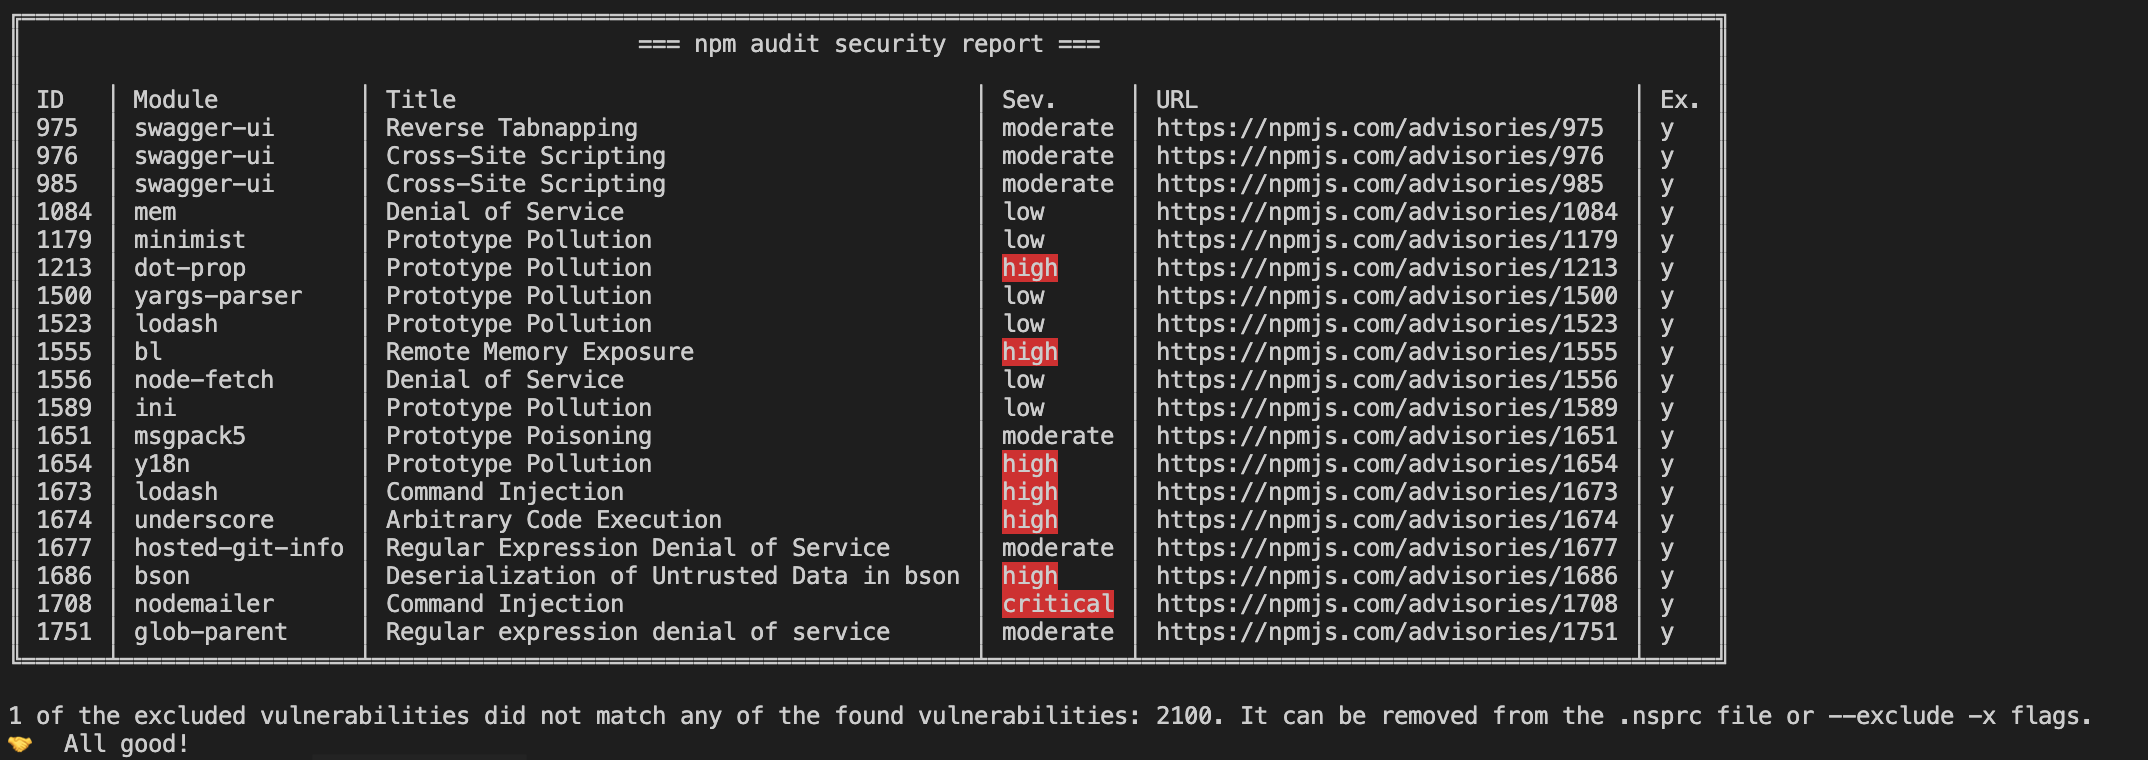 === npm audit security report ===
ID | Module | Title | Sev. | URL | Ex.
975 | swagger-ui | Reverse Tabnapping | moderate | https://npmjs.com/advisories/975 | y
976 | swagger-ui | Cross-Site Scripting | moderate | https://npmjs.com/advisories/976 | y
985 | swagger-ui | Cross-Site Scripting | moderate | https://npmjs.com/advisories/985 | y
1084 | mem | Denial of Service | low | https://npmjs.com/advisories/1084 | y
1179 | minimist | Prototype Pollution | low | https://npmjs.com/advisories/1179 | y
1213 | dot-prop | Prototype Pollution | high | https://npmjs.com/advisories/1213 | y
1500 | yargs-parser | Prototype Pollution | low | https://npmjs.com/advisories/1500 | y
1523 | lodash | Prototype Pollution | low | https://npmjs.com/advisories/1523 | y
1555 | bl | Remote Memory Exposure | high | https://npmjs.com/advisories/1555 | y
1556 | node-fetch | Denial of Service | low | https://npmjs.com/advisories/1556 | y
1589 | ini | Prototype Pollution | low | https://npmjs.com/advisories/1589 | y
1651 | msgpack5 | Prototype Poisoning | moderate | https://npmjs.com/advisories/1651 | y
1654 | y18n | Prototype Pollution | high | https://npmjs.com/advisories/1654 | y
1673 | lodash | Command Injection | high | https://npmjs.com/advisories/1673 | y
1674 | underscore | Arbitrary Code Execution | high | https://npmjs.com/advisories/1674 | y
1677 | hosted-git-info | Regular Expression Denial of Service | moderate | https://npmjs.com/advisories/1677 | y
1686 | bson | Deserialization of Untrusted Data in bson | high | https://npmjs.com/advisories/1686 | y
1708 | nodemailer | Command Injection | critical | https://npmjs.com/advisories/1708 | y
1751 | glob-parent | Regular expression denial of service | moderate | https://npmjs.com/advisories/1751 | y
1 of the excluded vulnerabilities did not match any of the found vulnerabilities: 2100. It can be removed from the .nsprc file or --exclude -x flags.
🤝 All good!